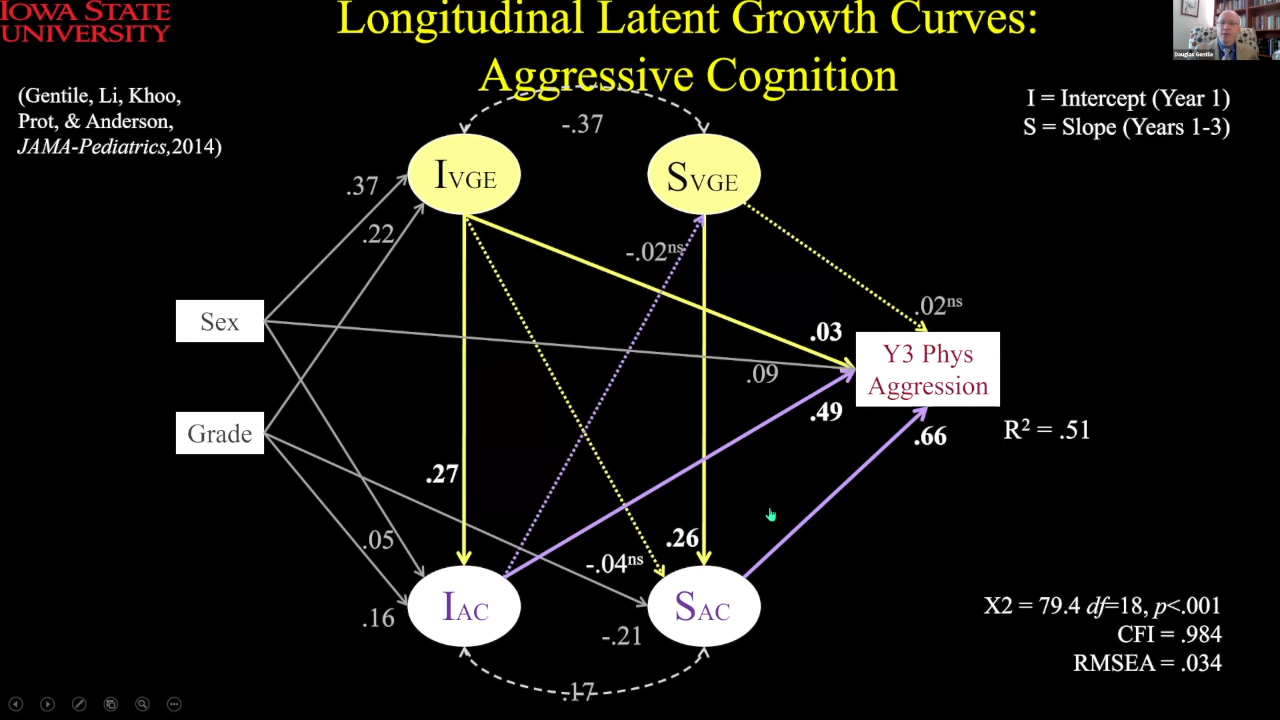 IOWA STATE
UNIVERSITY
Longitudinal Latent Growth Curves:
Aggressive Cognition
Douglas Gentile
(Gentile, Li, Khoo,
Prot, & Anderson,
JAMA-Pediatrics,2014)
I = Intercept (Year 1)
S = Slope (Years 1-3)
-.37
IVGE
SVGE
.37
.22
-.02ns
.02ns
Sex
.03
Y3 Phys
Aggression
.09
.49
.66
R2 = .51
Grade
.27
.05
.26
-.04ns
IAC
SAC
.16
-.21
.17
X2 = 79.4 df=18, p<.001
CFI = .984
RMSEA = .034